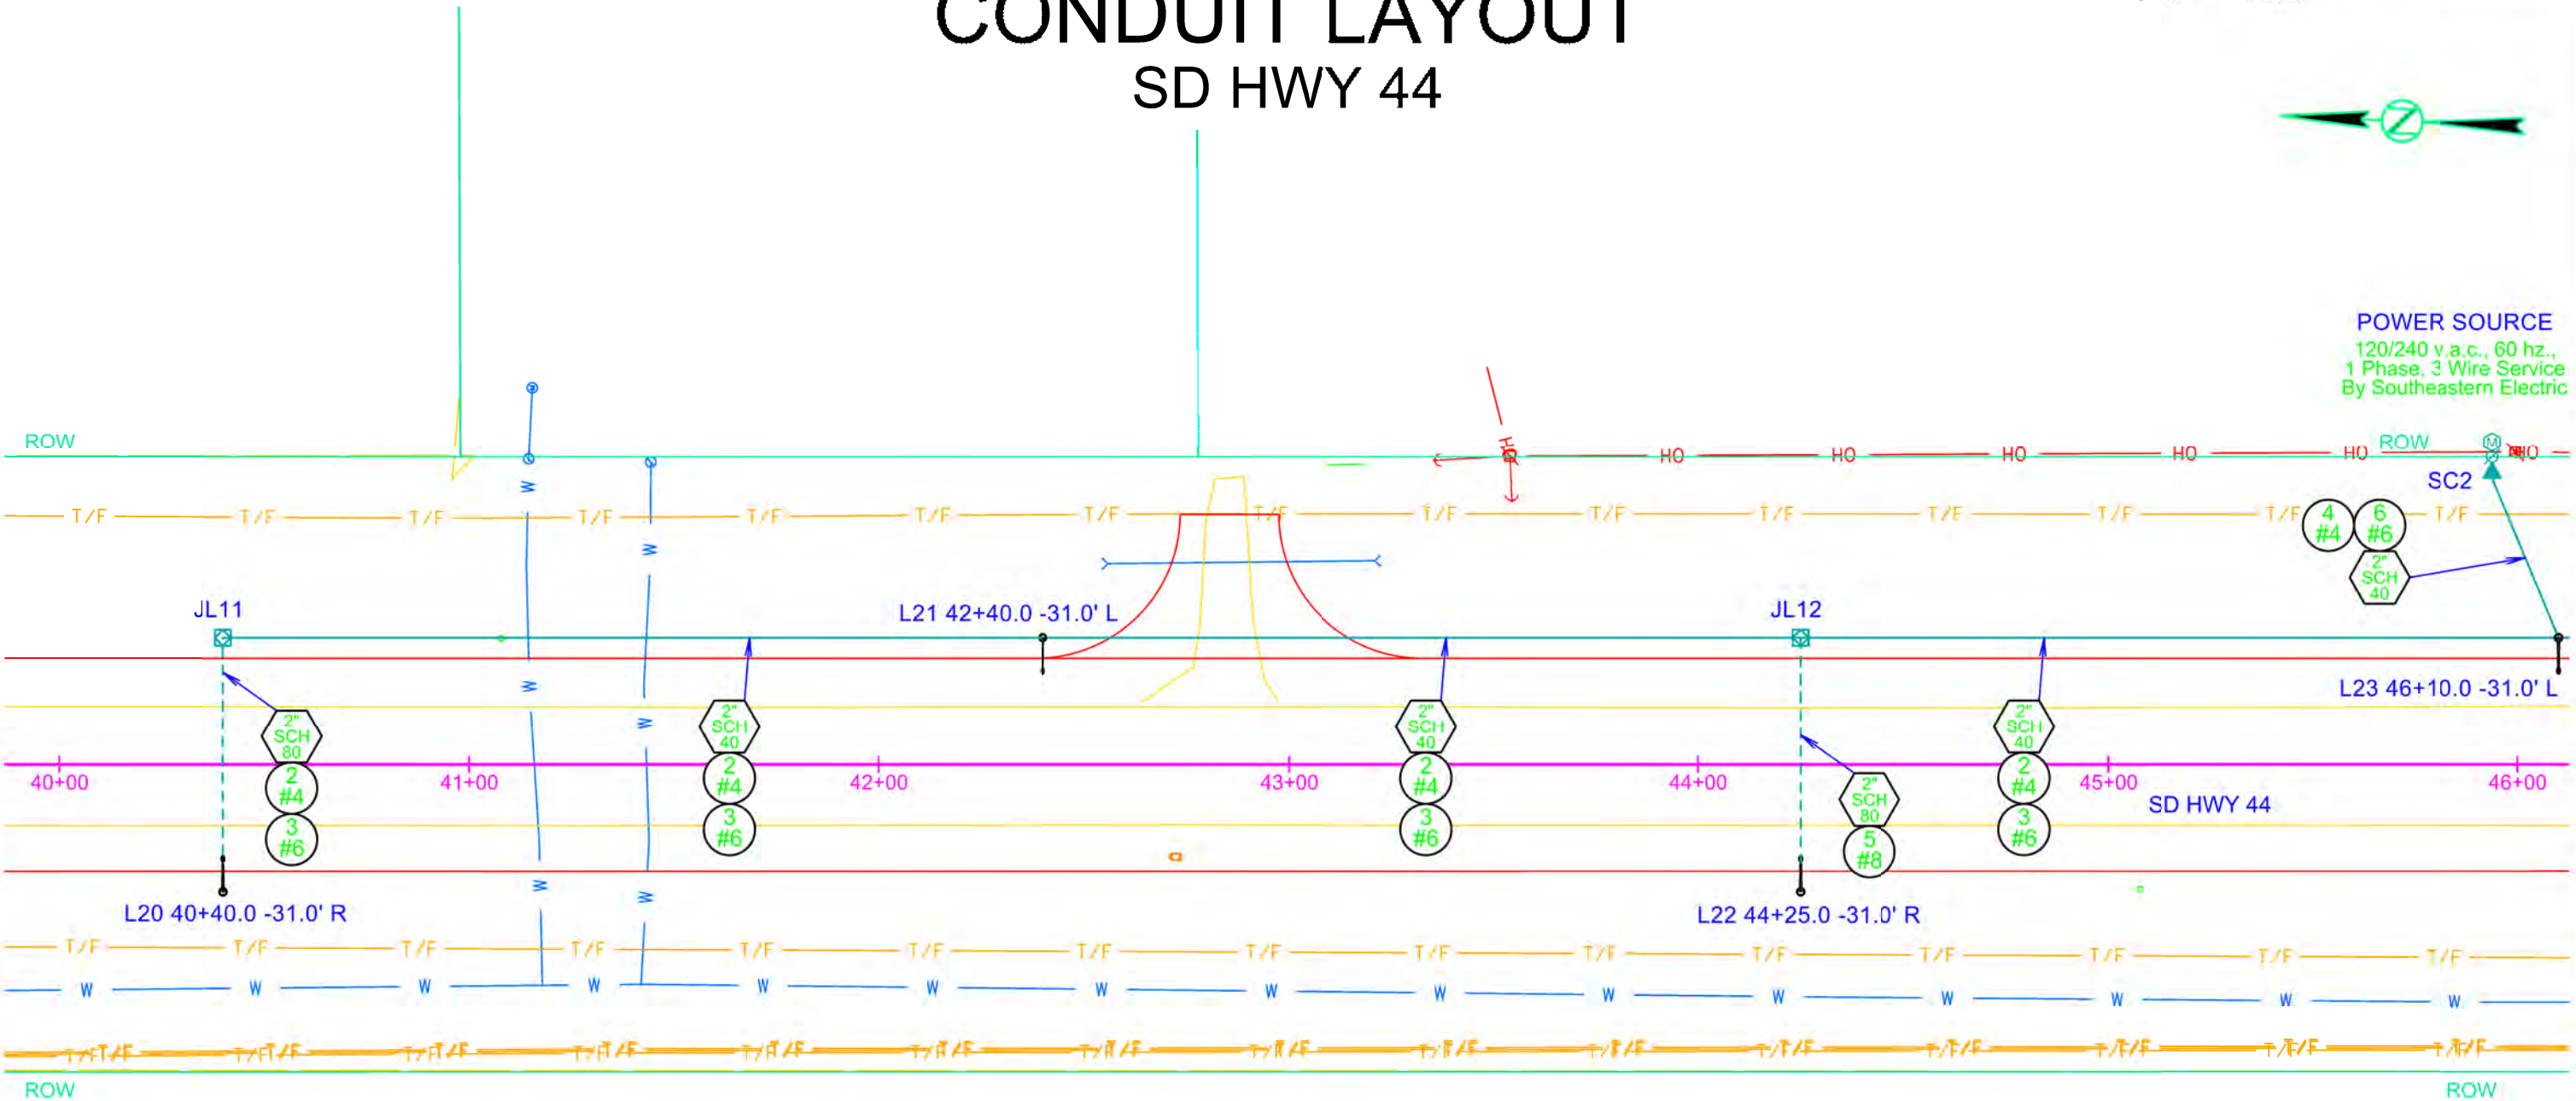 CONDUIT LAYOUT
SD HWY 44
Z
POWER SOURCE
120/240 v.a.c., 60 hz.,
1 Phase, 3 Wire Service
By Southeastern Electric
ROW
HO HO HO HO HO ROW M HO
SC2
W
T/F T/F T/F T/F T/F T/F T/F T/F T/F T/F T/F T/F T/F T/F T/F
4
#4
6
#6
2"
SCH
40
W
JL11
L21 42+40.0 -31.0' L
JL12
L23 46+10.0 -31.0' L
W
W
2"
SCH
80
2
#4
3
#6
2"
SCH
40
2
#4
3
#6
2"
SCH
40
2
#4
3
#6
2"
SCH
40
2
#4
3
#6
40+00 41+00 42+00 43+00 44+00 45+00 46+00
2"
SCH
80
5
#8
SD HWY 44
W
W
L20 40+40.0 -31.0' R
L22 44+25.0 -31.0' R
T/F T/F T/F T/F T/F T/F T/F T/F T/F T/F T/F T/F T/F T/F T/F
W W W W W W W W W W W W W W W
ROW
ROW